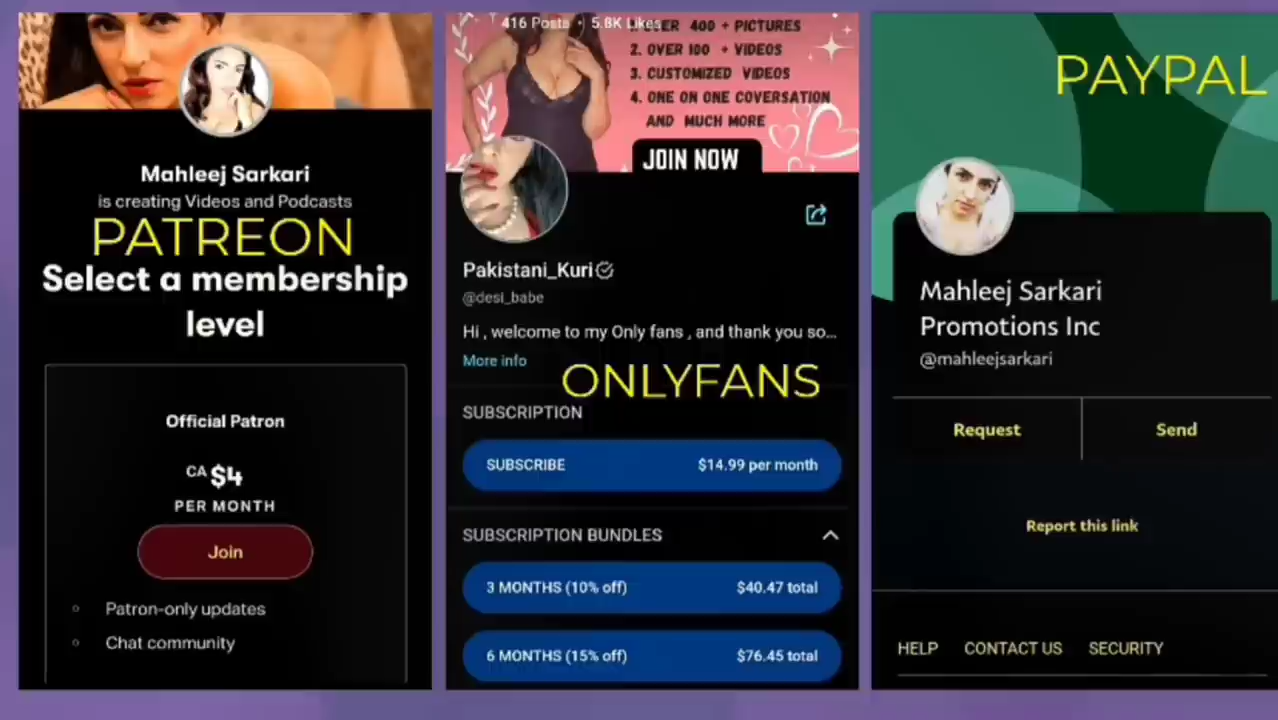 Mahleej Sarkari
is creating Videos and Podcasts
PATREON
Select a membership
level
Official Patron
CA $4
PER MONTH
Join
Patron-only updates
Chat community
416 Posts • 5.8K Likes
1. OVER 400 + PICTURES
2. OVER 100 + VIDEOS
3. CUSTOMIZED VIDEOS
4. ONE ON ONE COVERSATION
AND MUCH MORE
JOIN NOW
Pakistani_Kuri
@desi_babe
Hi , welcome to my Only fans , and thank you so...
More info
ONLYFANS
SUBSCRIPTION
SUBSCRIBE $14.99 per month
SUBSCRIPTION BUNDLES
3 MONTHS (10% off) $40.47 total
6 MONTHS (15% off) $76.45 total
PAYPAL
Mahleej Sarkari
Promotions Inc
@mahleejsarkari
Request Send
Report this link
HELP CONTACT US SECURITY